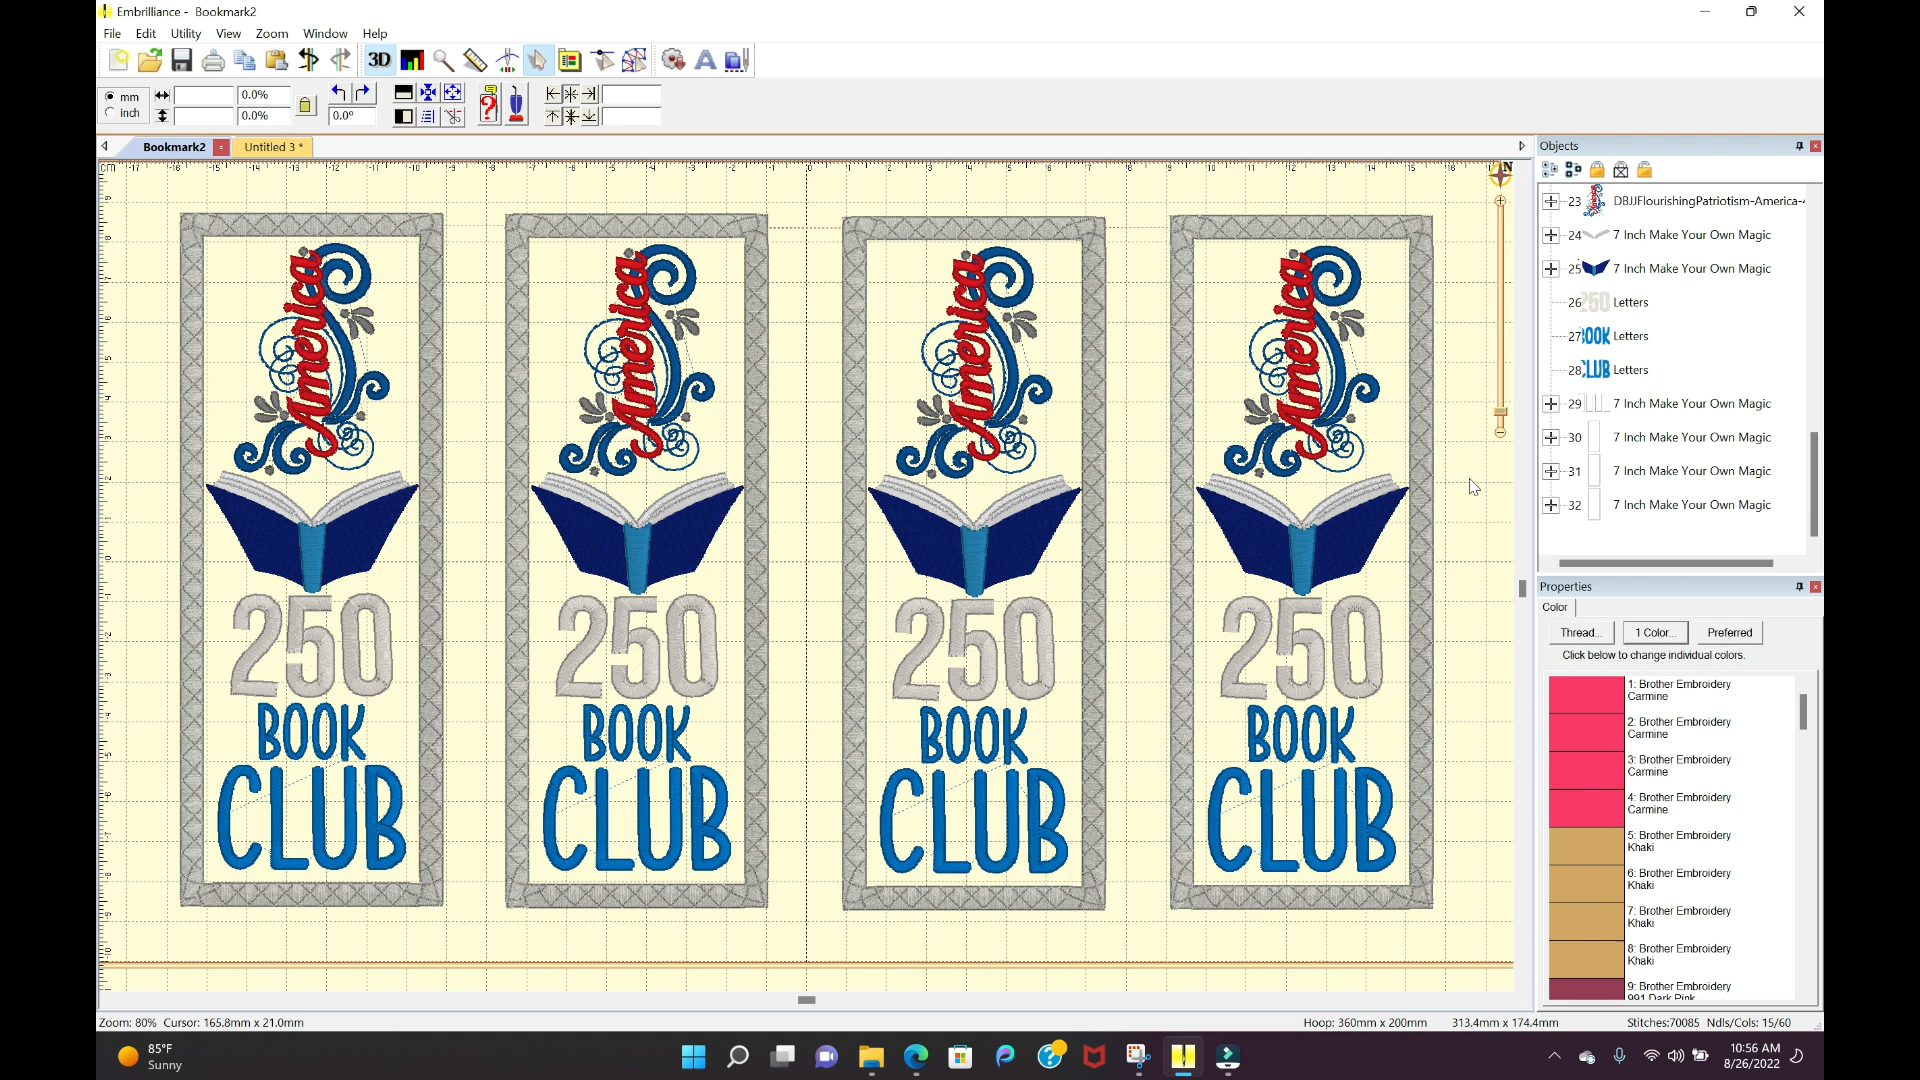 Embrilliance - Bookmark2
File Edit Utility View Zoom Window Help
3D
mm 0.0%
inch 0.0% 0.0°
Bookmark2 Untitled 3 *
Objects
23 DBJJFlourishingPatriotism-America-
24 7 Inch Make Your Own Magic
25 7 Inch Make Your Own Magic
26 250 Letters
27 BOOK Letters
28 CLUB Letters
29 7 Inch Make Your Own Magic
30 7 Inch Make Your Own Magic
31 7 Inch Make Your Own Magic
32 7 Inch Make Your Own Magic
America America America America
250 250 250 250
BOOK BOOK BOOK BOOK
CLUB CLUB CLUB CLUB
Properties
Color
Thread... 1 Color... Preferred
Click below to change individual colors.
1: Brother Embroidery
Carmine
2: Brother Embroidery
Carmine
3: Brother Embroidery
Carmine
4: Brother Embroidery
Carmine
5: Brother Embroidery
Khaki
6: Brother Embroidery
Khaki
7: Brother Embroidery
Khaki
8: Brother Embroidery
Khaki
9: Brother Embroidery
991 Dark Pink
Zoom: 80% Cursor: 165.8mm x 21.0mm Hoop: 360mm x 200mm 313.4mm x 174.4mm Stitches:70085 Ndls/Cols: 15/60
85°F
Sunny
10:56 AM
8/26/2022